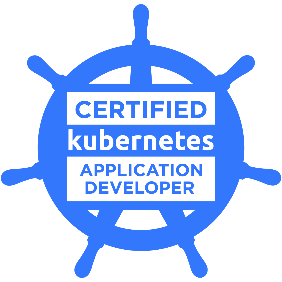 CERTIFIED
kubernetes
APPLICATION
DEVELOPER